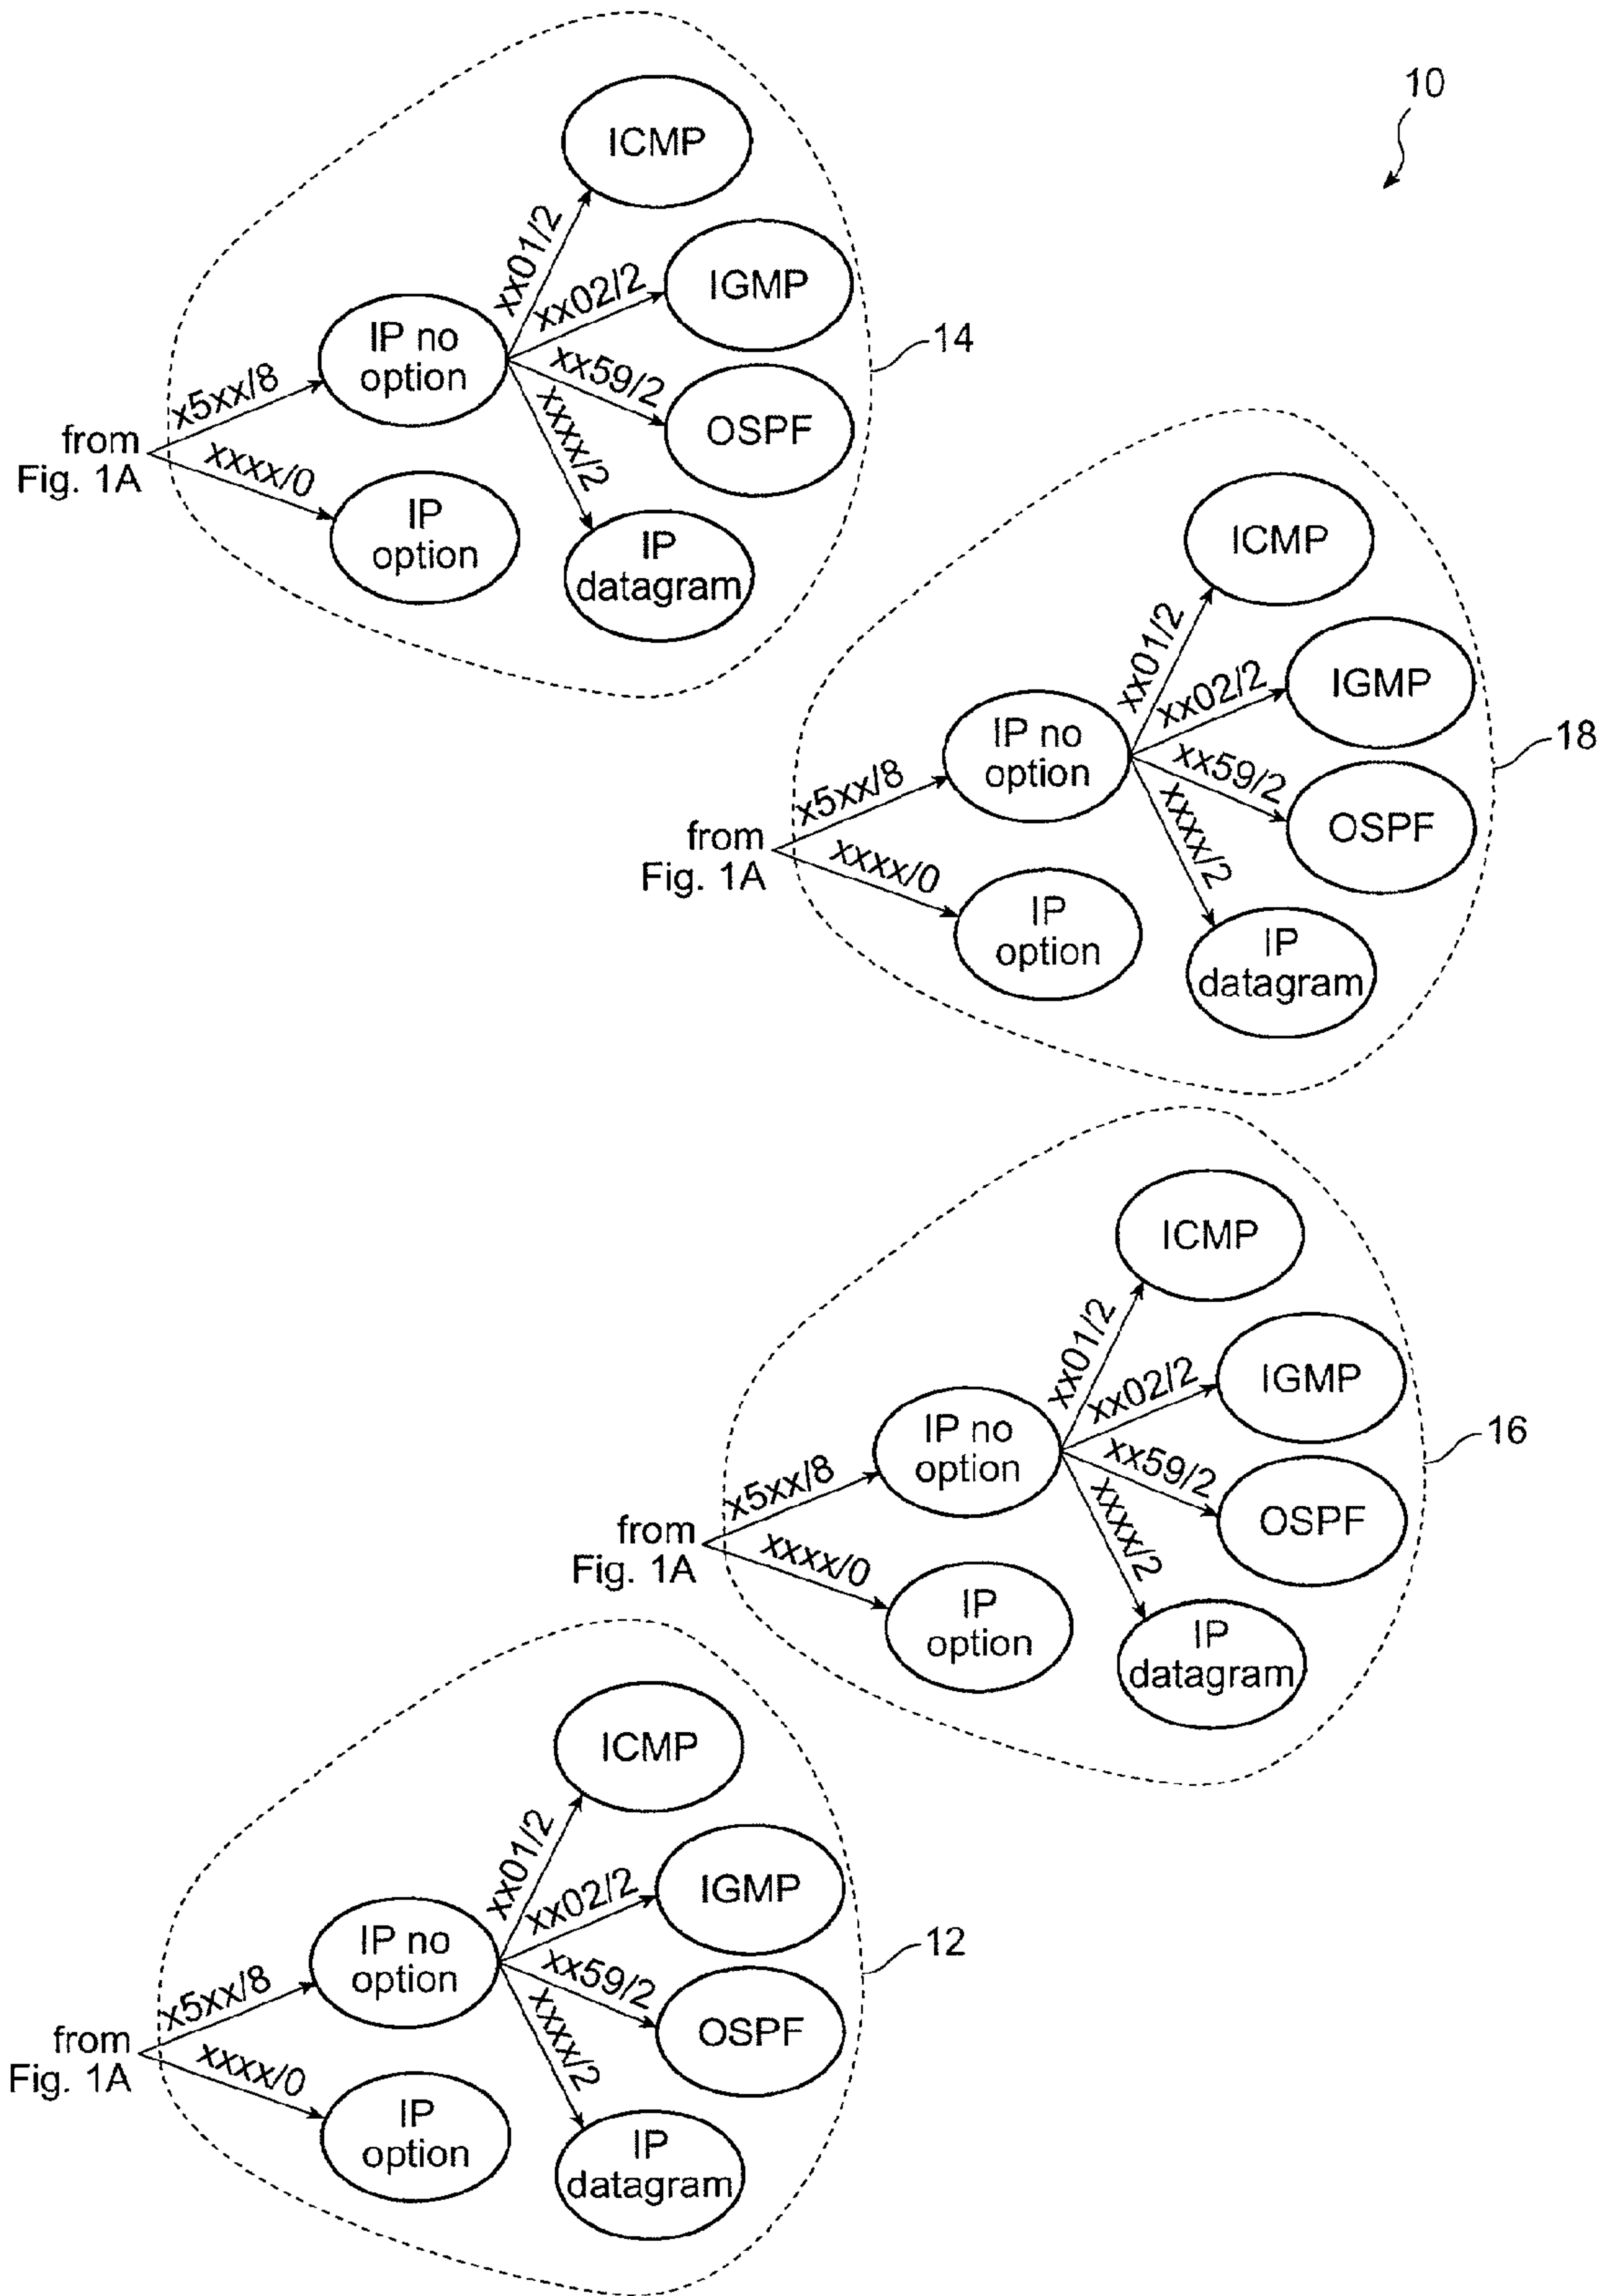 10
ICMP
xx01/2
IGMP
xx02/2
IP no
option
14
xx59/2
x5xx/8
OSPF
xxxx/2
from
Fig. 1A
xxxx/0
IP
option
IP
datagram
ICMP
xx01/2
IGMP
xx02/2
IP no
option
18
xx59/2
x5xx/8
OSPF
xxxx/2
from
Fig. 1A
xxxx/0
IP
option
IP
datagram
ICMP
xx01/2
IGMP
xx02/2
IP no
option
16
xx59/2
x5xx/8
OSPF
xxxx/2
from
Fig. 1A
xxxx/0
IP
option
IP
datagram
ICMP
xx01/2
IGMP
xx02/2
IP no
option
12
xx59/2
x5xx/8
OSPF
xxxx/2
from
Fig. 1A
xxxx/0
IP
option
IP
datagram